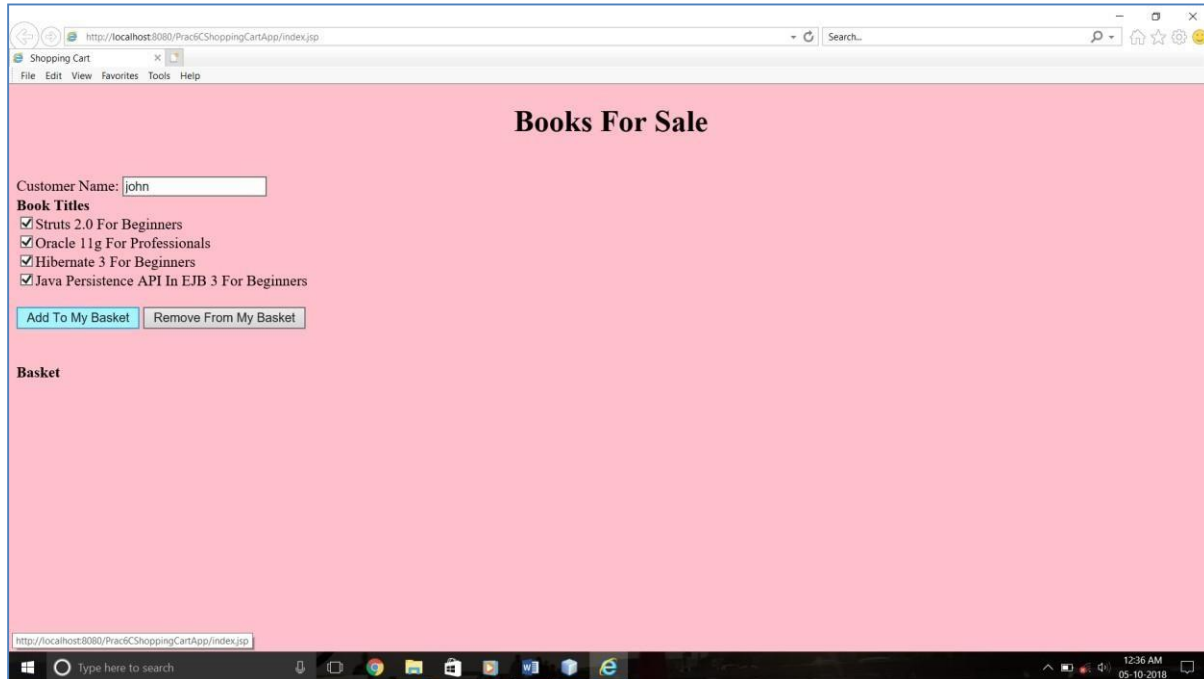 http://localhost:8080/Prac6CShoppingCartApp/index.jsp
Search...
Shopping Cart
File Edit View Favorites Tools Help
Books For Sale
Customer Name: john
Book Titles
Struts 2.0 For Beginners
Oracle 11g For Professionals
Hibernate 3 For Beginners
Java Persistence API In EJB 3 For Beginners
Add To My Basket Remove From My Basket
Basket
http://localhost:8080/Prac6CShoppingCartApp/index.jsp
Type here to search
12:36 AM
05-10-2018